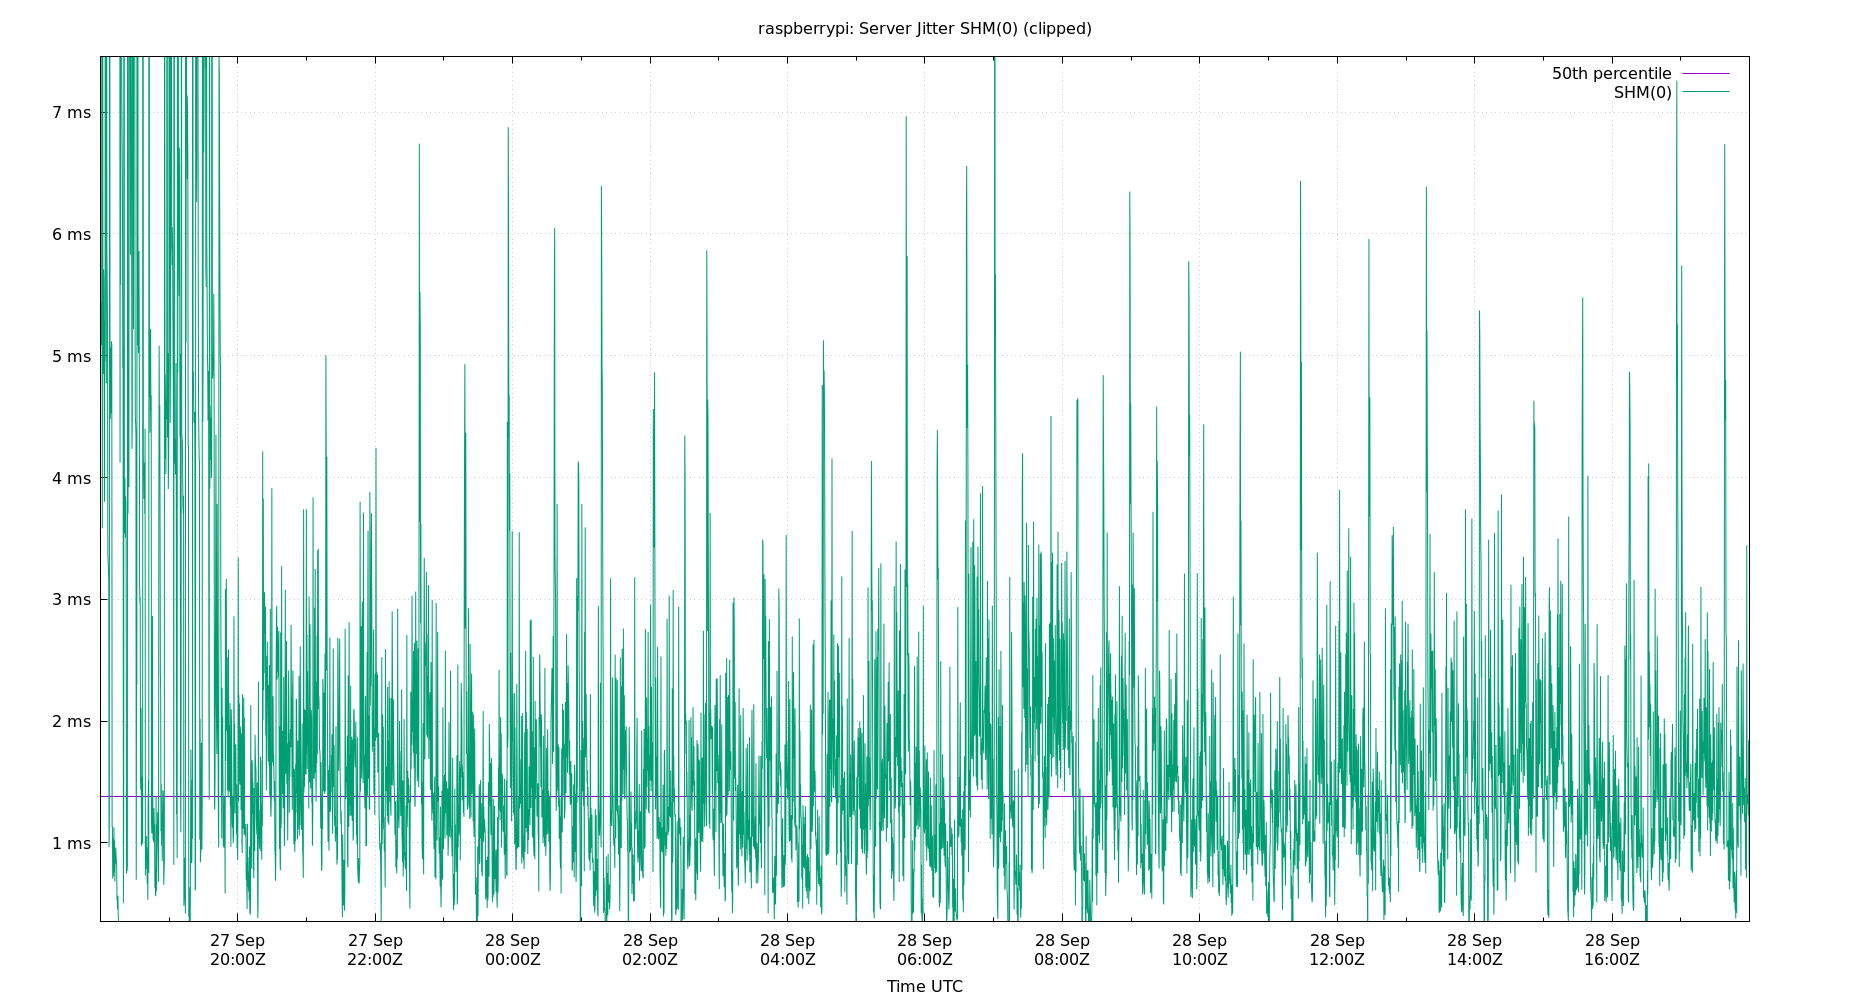 raspberrypi: Server Jitter SHM(0) (clipped)
50th percentile
SHM(0)
7 ms
6 ms
5 ms
4 ms
3 ms
2 ms
1 ms
27 Sep 27 Sep 28 Sep 28 Sep 28 Sep 28 Sep 28 Sep 28 Sep 28 Sep 28 Sep 28 Sep
20:00Z 22:00Z 00:00Z 02:00Z 04:00Z 06:00Z 08:00Z 10:00Z 12:00Z 14:00Z 16:00Z
Time UTC